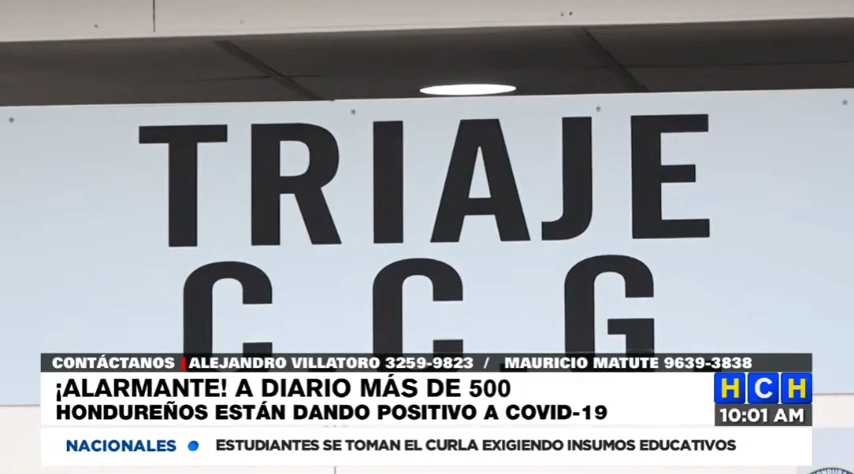 TRIAJE
C C G
CONTÁCTANOS ALEJANDRO VILLATORO 3259-9823 / MAURICIO MATUTE 9639-3838
¡ALARMANTE! A DIARIO MÁS DE 500
HONDUREÑOS ESTÁN DANDO POSITIVO A COVID-19
HCH
10:01 AM
NACIONALES ESTUDIANTES SE TOMAN EL CURLA EXIGIENDO INSUMOS EDUCATIVOS